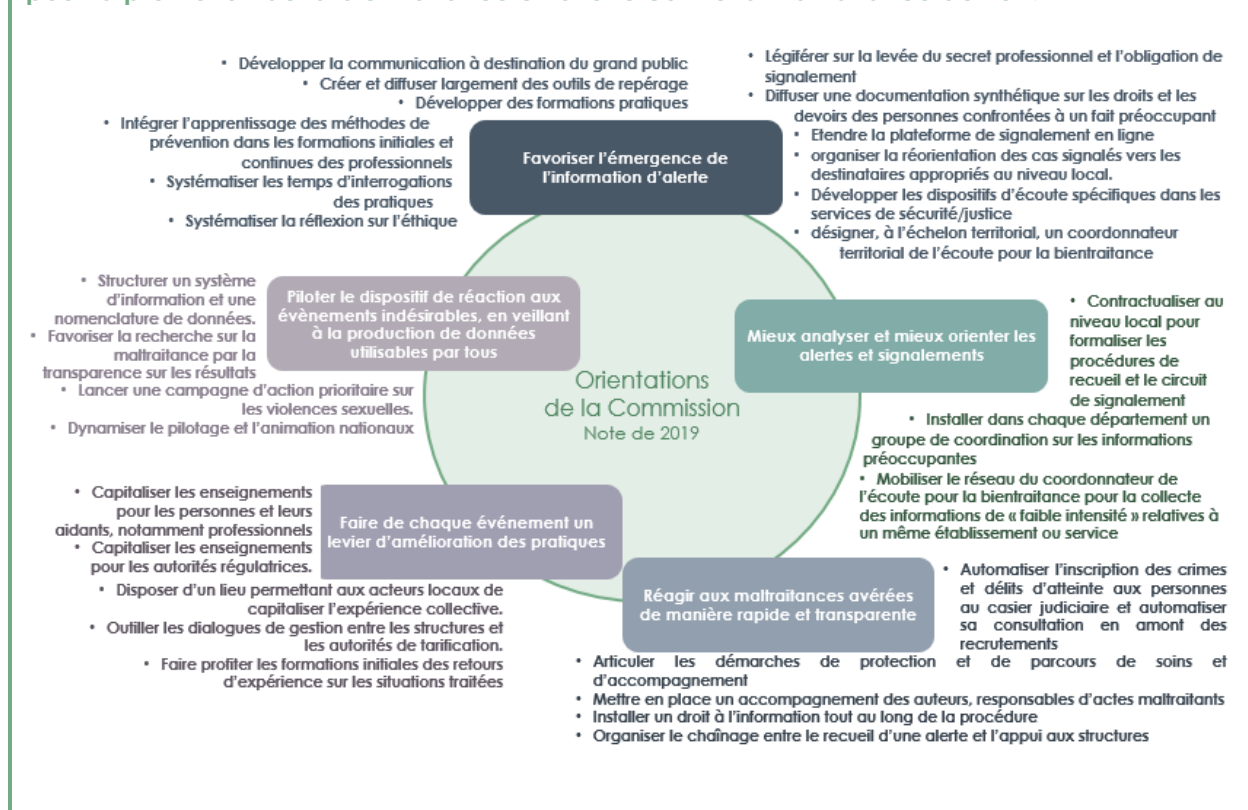 • Développer la communication à destination du grand public
• Créer et diffuser largement des outils de repérage
• Développer des formations pratiques
• Intégrer l'apprentissage des méthodes de
prévention dans les formations initiales et
continues des professionnels
• Systématiser les temps d'interrogations
des pratiques
• Systématiser la réflexion sur l'éthique
Favoriser l'émergence de
l'information d'alerte
• Légiférer sur la levée du secret professionnel et l'obligation de
signalement
• Diffuser une documentation synthétique sur les droits et les
devoirs des personnes confrontées à un fait préoccupant
• Etendre la plateforme de signalement en ligne
• organiser la réorientation des cas signalés vers les
destinataires appropriés au niveau local.
• Développer les dispositifs d'écoute spécifiques dans les
services de sécurité/justice
• désigner, à l'échelon territorial, un coordonnateur
territorial de l'écoute pour la bientraitance
• Structurer un système
d'information et une
nomenclature de données.
• Favoriser la recherche sur la
maltraitance par la
transparence sur les résultats
• Lancer une campagne d'action prioritaire sur
les violences sexuelles.
• Dynamiser le pilotage et l'animation nationaux
Piloter le dispositif de réaction aux
évènements indésirables, en veillant
à la production de données
utilisables par tous
Mieux analyser et mieux orienter les
alertes et signalements
• Contractualiser au
niveau local pour
formaliser les
procédures de
recueil et le circuit
de signalement
• Installer dans chaque département un
groupe de coordination sur les informations
préoccupantes
• Mobiliser le réseau du coordonnateur de
l'écoute pour la bientraitance pour la collecte
des informations de « faible intensité » relatives à
un même établissement ou service
Orientations
de la Commission
Note de 2019
• Capitaliser les enseignements
pour les personnes et leurs
aidants, notamment professionnels
• Capitaliser les enseignements
pour les autorités régulatrices.
• Disposer d'un lieu permettant aux acteurs locaux de
capitaliser l'expérience collective.
• Outiller les dialogues de gestion entre les structures et
les autorités de tarification.
• Faire profiter les formations initiales des retours
d'expérience sur les situations traitées
Faire de chaque événement un
levier d'amélioration des pratiques
Réagir aux maltraitances avérées
de manière rapide et transparente
• Automatiser l'inscription des crimes
et délits d'atteinte aux personnes
au casier judiciaire et automatiser
sa consultation en amont des
recrutements
• Articuler les démarches de protection et de parcours de soins et
d'accompagnement
• Mettre en place un accompagnement des auteurs, responsables d'actes maltraitants
• Installer un droit à l'information tout au long de la procédure
• Organiser le chaînage entre le recueil d'une alerte et l'appui aux structures